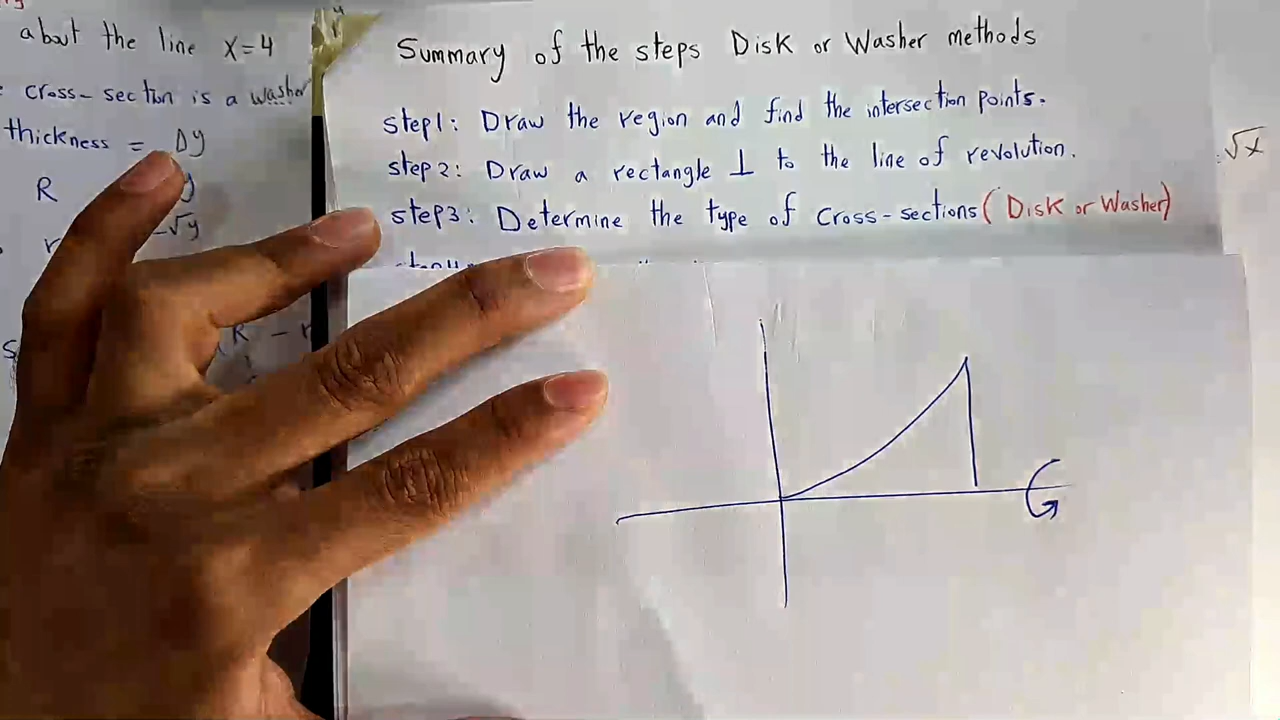 about the line x=4
cross-section is a washer
thickness = Δy
R
Summary of the steps Disk or Washer methods
step1: Draw the region and find the intersection points.
step2: Draw a rectangle ⊥ to the line of revolution.
step3: Determine the type of cross-sections (Disk or Washer)
√x
√y
R - r